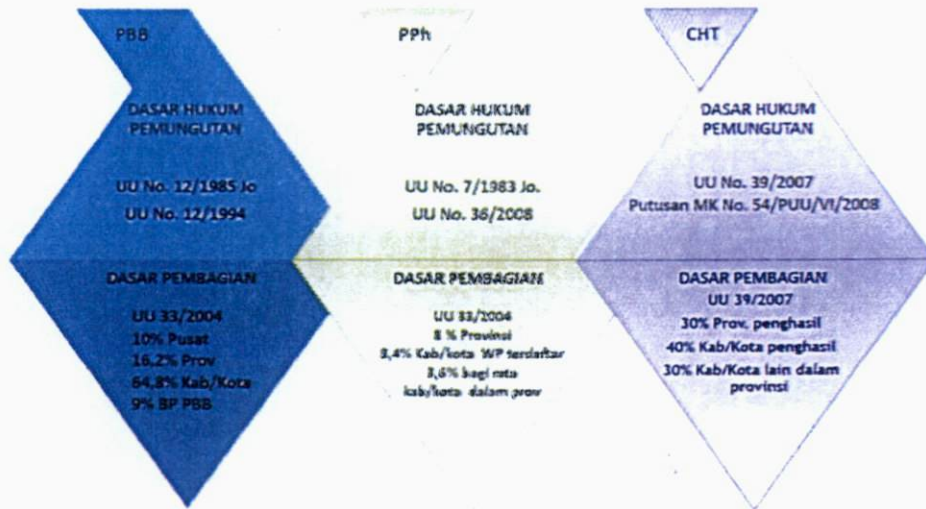 PBB
DASAR HUKUM
PEMUNGUTAN
UU No. 12/1985 Jo
UU No. 12/1994
DASAR PEMBAGIAN
UU 33/2004
10% Pusat
16,2% Prov
64,8% Kab/Kota
9% BP PBB
PPh
DASAR HUKUM
PEMUNGUTAN
UU No. 7/1983 Jo.
UU No. 36/2008
DASAR PEMBAGIAN
UU 33/2004
8 % Provinsi
8,4% Kab/kota WP terdaftar
3,6% bagi rata
kab/kota dalam prov
CHT
DASAR HUKUM
PEMUNGUTAN
UU No. 39/2007
Putusan MK No. 54/PUU/VI/2008
DASAR PEMBAGIAN
UU 39/2007
30% Prov. penghasil
40% Kab/Kota penghasil
30% Kab/Kota lain dalam
provinsi